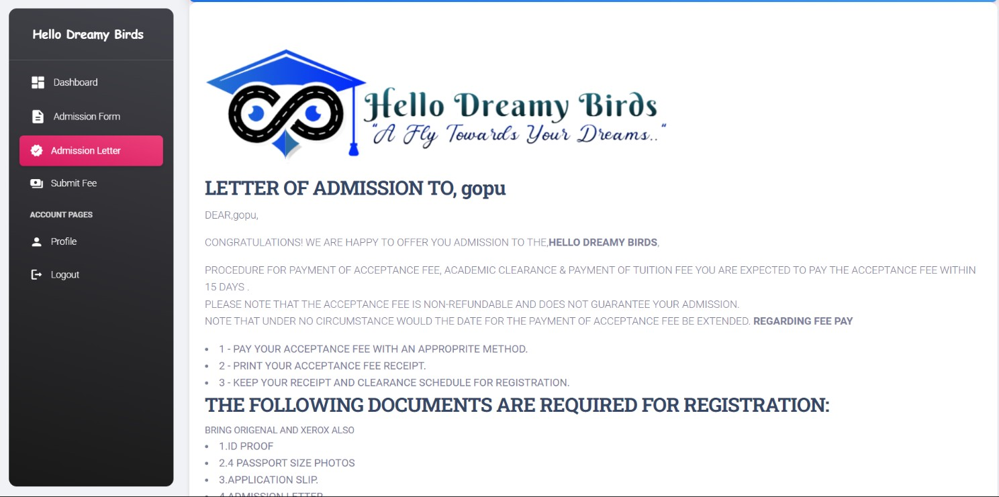 Hello Dreamy Birds
Dashboard
Admission Form
Admission Letter
Submit Fee
ACCOUNT PAGES
Profile
Logout
Hello Dreamy Birds
“A Fly Towards Your Dreams..“
LETTER OF ADMISSION TO, gopu
DEAR,gopu,
CONGRATULATIONS! WE ARE HAPPY TO OFFER YOU ADMISSION TO THE,HELLO DREAMY BIRDS,
PROCEDURE FOR PAYMENT OF ACCEPTANCE FEE, ACADEMIC CLEARANCE & PAYMENT OF TUITION FEE YOU ARE EXPECTED TO PAY THE ACCEPTANCE FEE WITHIN
15 DAYS .
PLEASE NOTE THAT THE ACCEPTANCE FEE IS NON-REFUNDABLE AND DOES NOT GUARANTEE YOUR ADMISSION.
NOTE THAT UNDER NO CIRCUMSTANCE WOULD THE DATE FOR THE PAYMENT OF ACCEPTANCE FEE BE EXTENDED. REGARDING FEE PAY
• 1 - PAY YOUR ACCEPTANCE FEE WITH AN APPROPRITE METHOD.
• 2 - PRINT YOUR ACCEPTANCE FEE RECEIPT.
• 3 - KEEP YOUR RECEIPT AND CLEARANCE SCHEDULE FOR REGISTRATION.
THE FOLLOWING DOCUMENTS ARE REQUIRED FOR REGISTRATION:
BRING ORIGENAL AND XEROX ALSO
• 1.ID PROOF
• 2.4 PASSPORT SIZE PHOTOS
• 3.APPLICATION SLIP.
• 4.ADMISSION LETTER